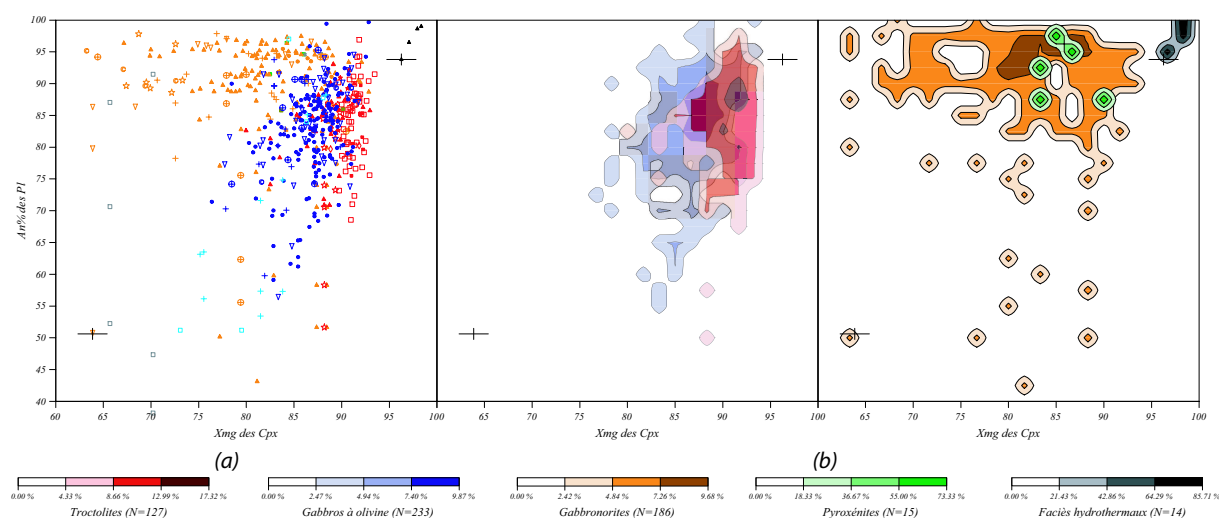 100
95
90
85
80
75
70
65
60
55
50
45
40
An% des Pl
60 65 70 75 80 85 90 95 100
65 70 75 80 85 90 95 100
65 70 75 80 85 90 95 100
Xmg des Cpx
Xmg des Cpx
Xmg des Cpx
(a)
(b)
0.00 % 4.33 % 8.66 % 12.99 % 17.32 %
Troctolites (N=127)
0.00 % 2.47 % 4.94 % 7.40 % 9.87 %
Gabbros à olivine (N=233)
0.00 % 2.42 % 4.84 % 7.26 % 9.68 %
Gabbronorites (N=186)
0.00 % 18.33 % 36.67 % 55.00 % 73.33 %
Pyroxénites (N=15)
0.00 % 21.43 % 42.86 % 64.29 % 85.71 %
Faciès hydrothermaux (N=14)